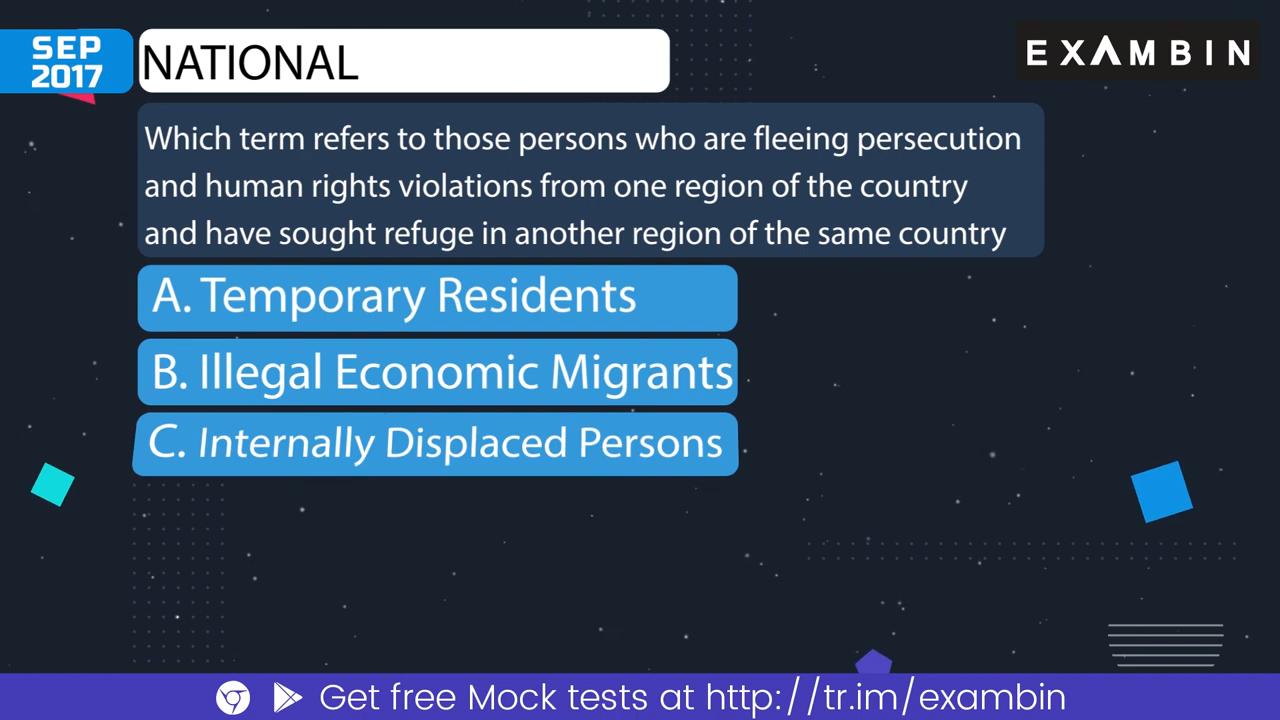 SEP
2017
NATIONAL
EXAMBIN
Which term refers to those persons who are fleeing persecution
and human rights violations from one region of the country
and have sought refuge in another region of the same country
A. Temporary Residents
B. Illegal Economic Migrants
C. Internally Displaced Persons
Get free Mock tests at http://tr.im/exambin